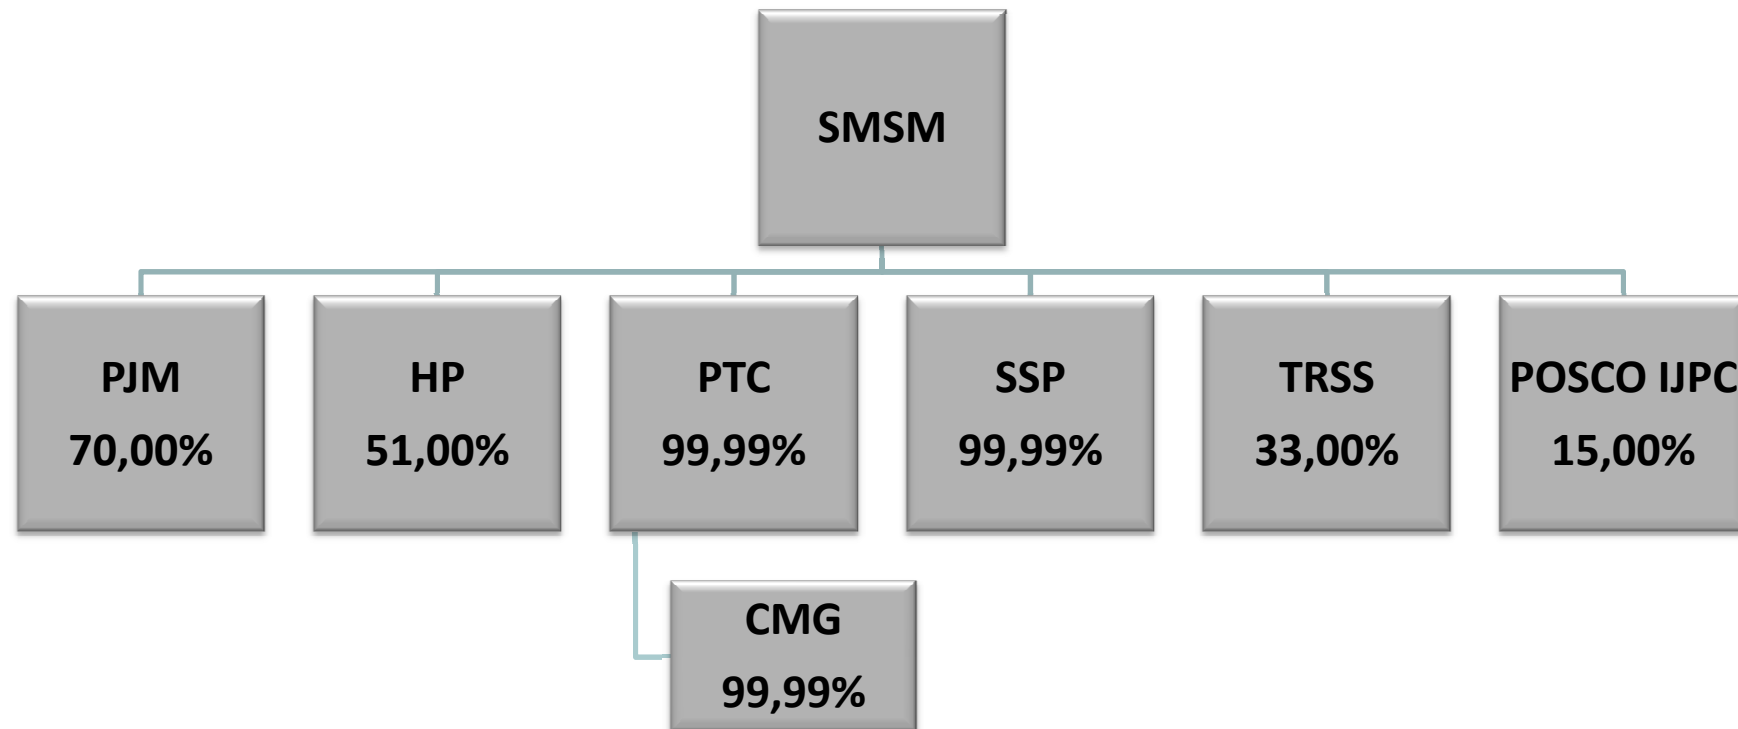 SMSM
PJM
70,00%
HP
51,00%
PTC
99,99%
SSP
99,99%
TRSS
33,00%
POSCO IJPC
15,00%
CMG
99,99%